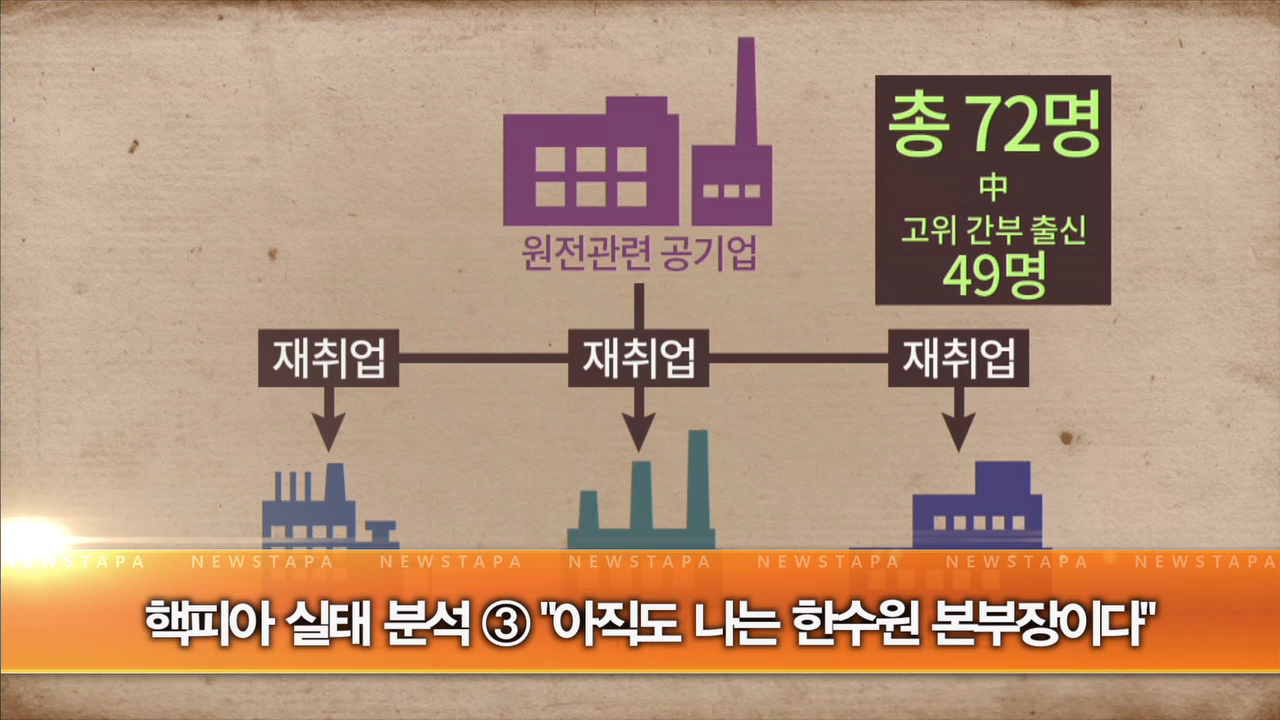 총 72명
中
고위 간부 출신
49명
원전관련 공기업
재취업 재취업 재취업
NEWSTAPA NEWSTAPA NEWSTAPA NEWSTAPA NEWSTAPA NEWSTAPA NEWSTAPA
핵피아 실태 분석 ③ "아직도 나는 한수원 본부장이다"